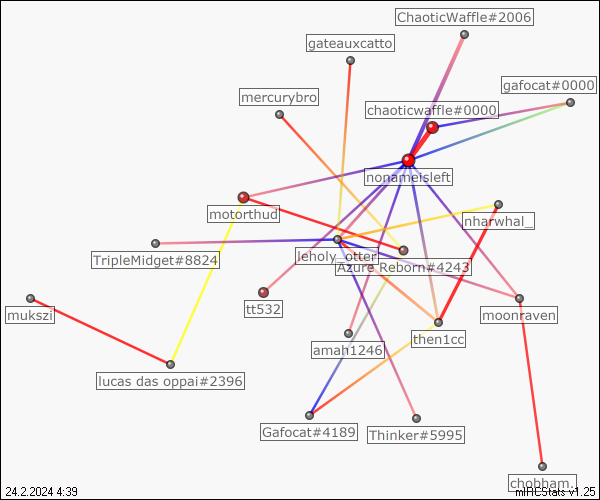 ChaoticWaffle#2006
gateauxcatto
gafocat#0000
mercurybro
chaoticwaffle#0000
nonameisleft
motorthud
nharwhal_
leholy_otter
TripleMidget#8824
Azure Reborn#4243
tt532
mukszi
moonraven
then1cc
amalr1246
lucas das oppai#2396
Gafocat#4189
Thinker#5995
chobbam.
24.2.2024 4:39
mIRCStats v1.25